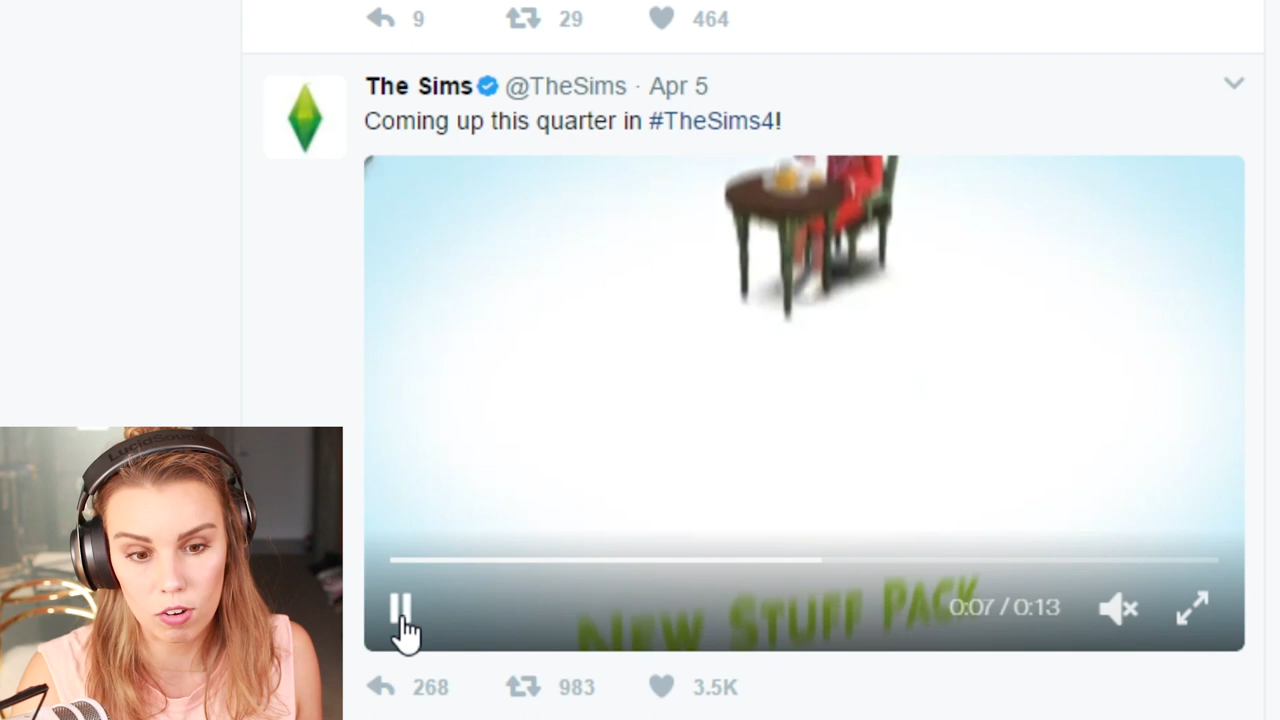 9 29 464
The Sims @TheSims · Apr 5
Coming up this quarter in #TheSims4!
NEW STUFF PACK
0:07 / 0:13
268 983 3.5K
LucidSound